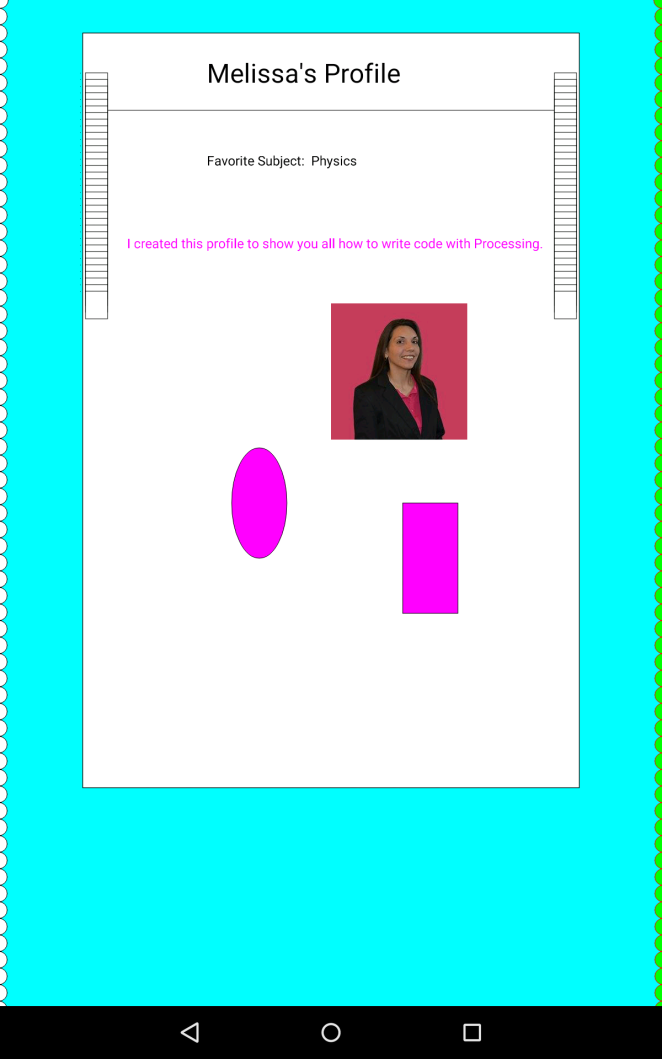 Melissa's Profile
Favorite Subject:  Physics
I created this profile to show you all how to write code with Processing.